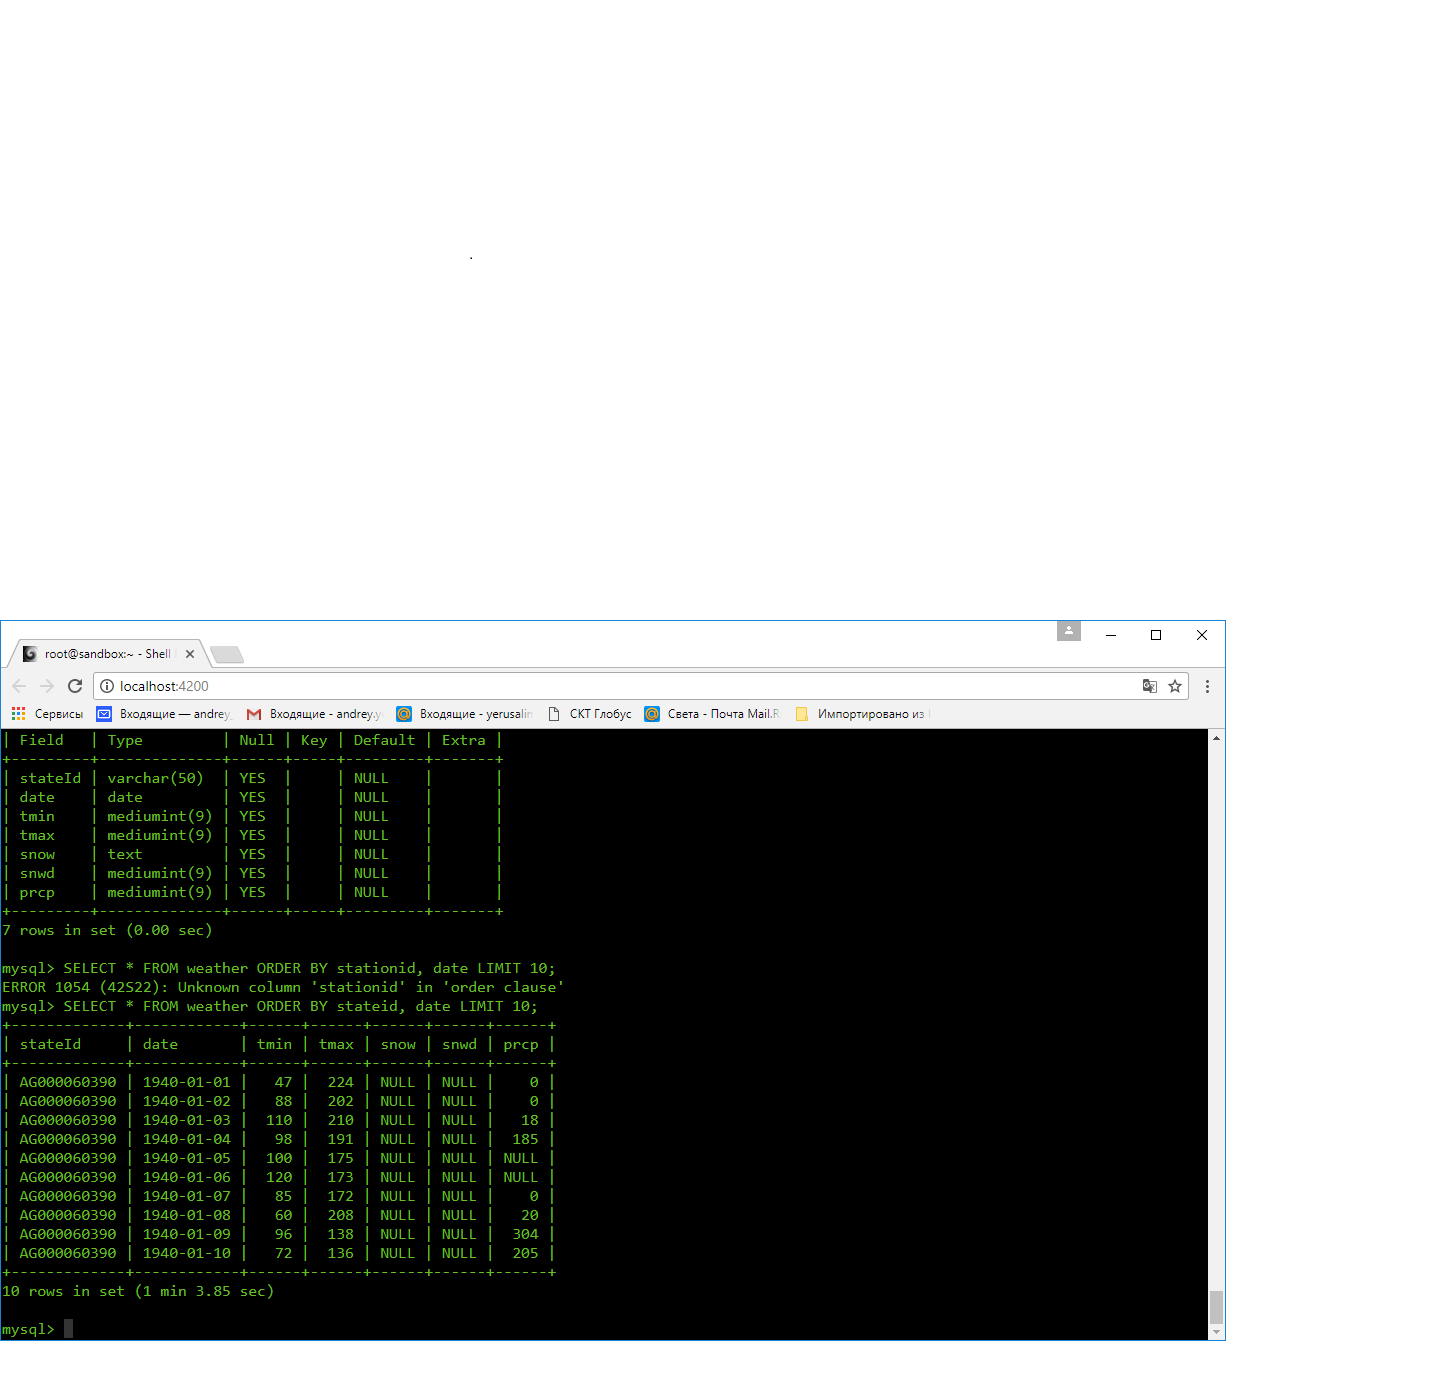 .
root@sandbox:~ - Shell
localhost:4200
Сервисы Входящие — andrey_ Входящие - andrey.y Входящие - yerusalin СКТ Глобус Света - Почта Mail.R Импортировано из
| Field   | Type         | Null | Key | Default | Extra |
+---------+--------------+------+-----+---------+-------+
| stateId | varchar(50)  | YES  |     | NULL    |       |
| date    | date         | YES  |     | NULL    |       |
| tmin    | mediumint(9) | YES  |     | NULL    |       |
| tmax    | mediumint(9) | YES  |     | NULL    |       |
| snow    | text         | YES  |     | NULL    |       |
| snwd    | mediumint(9) | YES  |     | NULL    |       |
| prcp    | mediumint(9) | YES  |     | NULL    |       |
+---------+--------------+------+-----+---------+-------+
7 rows in set (0.00 sec)
mysql> SELECT * FROM weather ORDER BY stationid, date LIMIT 10;
ERROR 1054 (42S22): Unknown column 'stationid' in 'order clause'
mysql> SELECT * FROM weather ORDER BY stateid, date LIMIT 10;
+-------------+------------+------+------+------+------+------+
| stateId     | date       | tmin | tmax | snow | snwd | prcp |
+-------------+------------+------+------+------+------+------+
| AG000060390 | 1940-01-01 |   47 |  224 | NULL | NULL |    0 |
| AG000060390 | 1940-01-02 |   88 |  202 | NULL | NULL |    0 |
| AG000060390 | 1940-01-03 |  110 |  210 | NULL | NULL |   18 |
| AG000060390 | 1940-01-04 |   98 |  191 | NULL | NULL |  185 |
| AG000060390 | 1940-01-05 |  100 |  175 | NULL | NULL | NULL |
| AG000060390 | 1940-01-06 |  120 |  173 | NULL | NULL | NULL |
| AG000060390 | 1940-01-07 |   85 |  172 | NULL | NULL |    0 |
| AG000060390 | 1940-01-08 |   60 |  208 | NULL | NULL |   20 |
| AG000060390 | 1940-01-09 |   96 |  138 | NULL | NULL |  304 |
| AG000060390 | 1940-01-10 |   72 |  136 | NULL | NULL |  205 |
+-------------+------------+------+------+------+------+------+
10 rows in set (1 min 3.85 sec)
mysql>